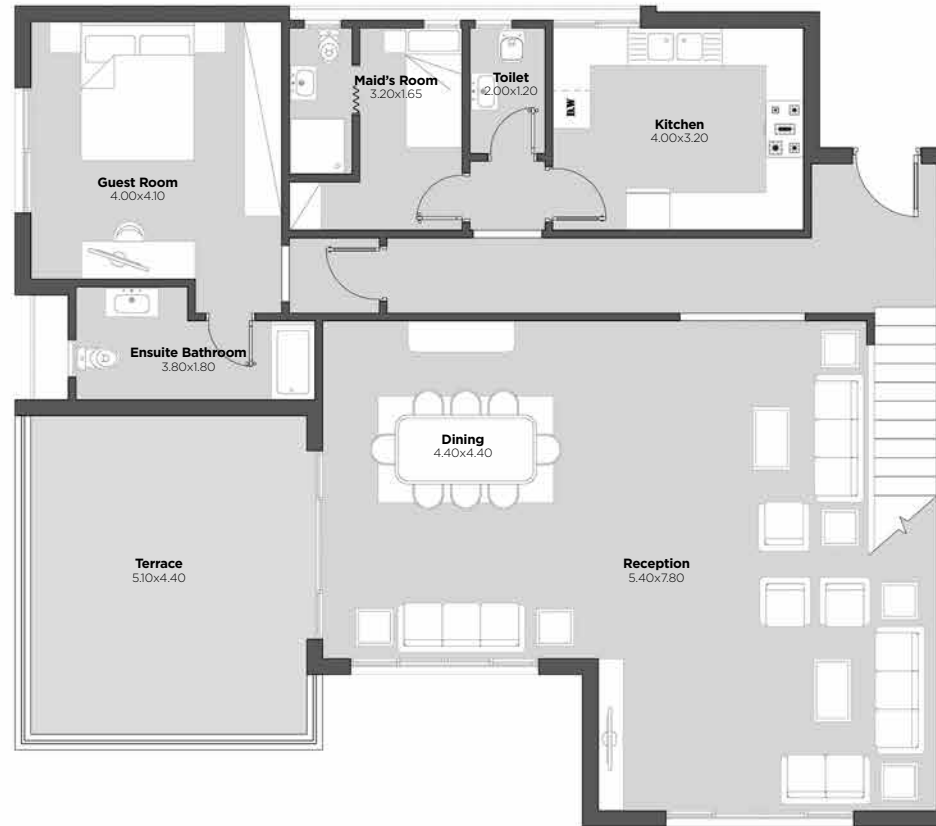 Maid's Room
3.20x1.65
Toilet
2.00x1.20
D.W
Kitchen
4.00x3.20
Guest Room
4.00x4.10
Ensuite Bathroom
3.80x1.80
Dining
4.40x4.40
Terrace
5.10x4.40
Reception
5.40x7.80